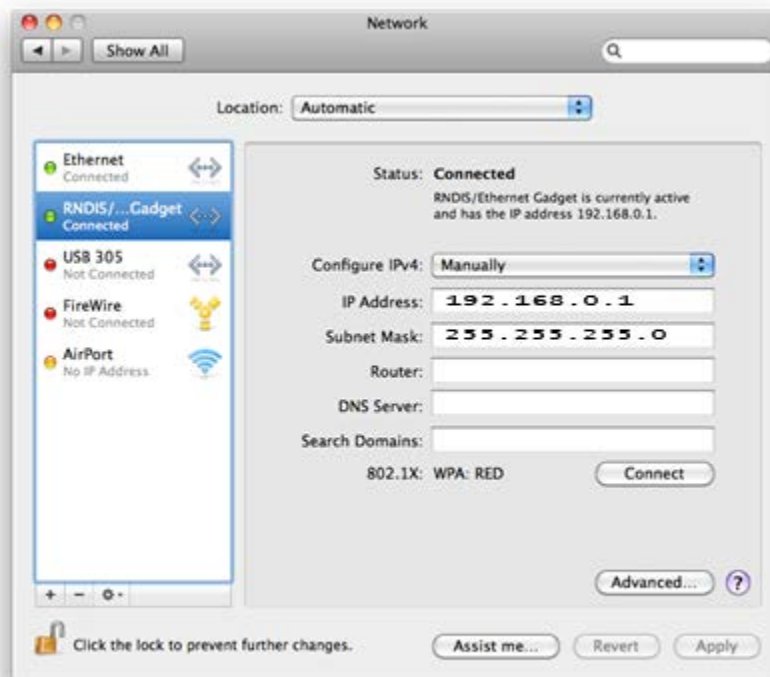 Network
Show All
Location: Automatic
Ethernet
Connected
RNDIS/...Gadget
Connected
USB 305
Not Connected
FireWire
Not Connected
AirPort
No IP Address
Status: Connected
RNDIS/Ethernet Gadget is currently active
and has the IP address 192.168.0.1.
Configure IPv4: Manually
IP Address: 192.168.0.1
Subnet Mask: 255.255.255.0
Router:
DNS Server:
Search Domains:
802.1X: WPA: RED Connect
Advanced... ?
Click the lock to prevent further changes. Assist me... Revert Apply